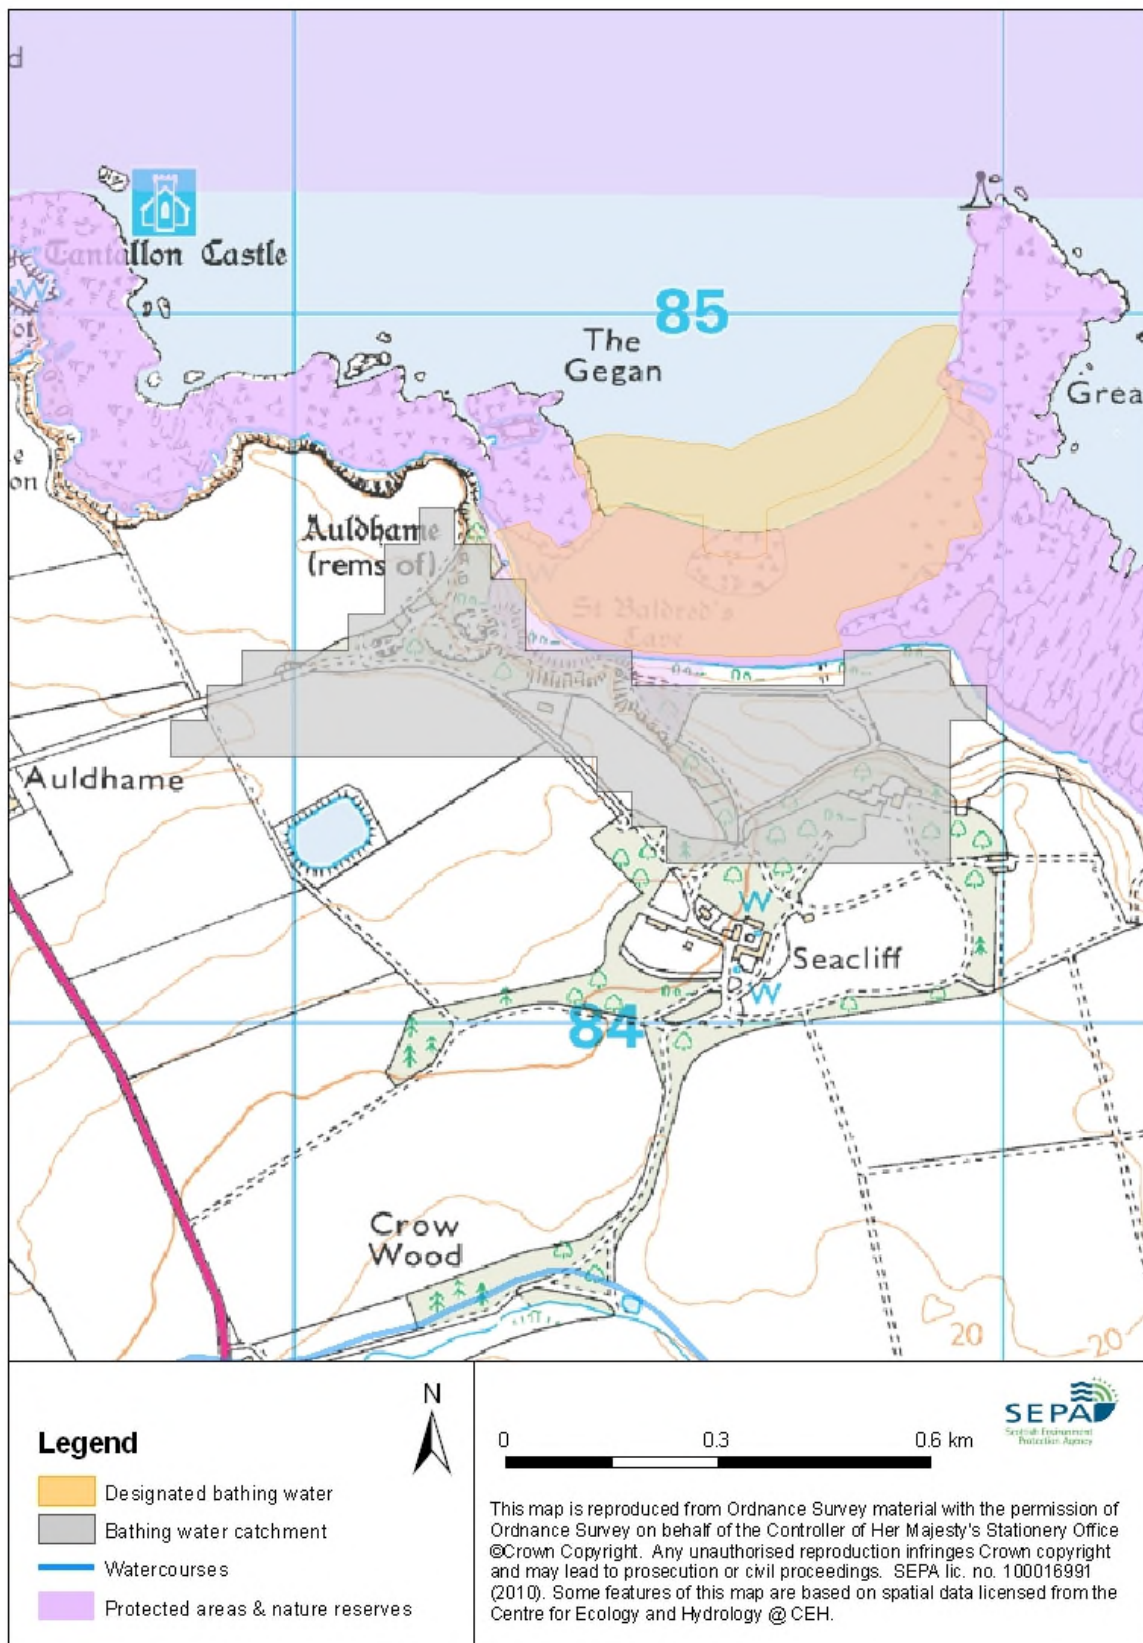 d
Tantallon Castle
W
85
The
Gegan
Grea
on
Auldhame
(rems of)
W
St Baldred's
Cave
Auldhame
W
Seacliff
W
84
Crow
Wood
20
20
N
Legend
Designated bathing water
Bathing water catchment
Watercourses
Protected areas & nature reserves
0 0.3 0.6 km
SEPA
Scottish Environment
Protection Agency
This map is reproduced from Ordnance Survey material with the permission of
Ordnance Survey on behalf of the Controller of Her Majesty's Stationery Office
©Crown Copyright. Any unauthorised reproduction infringes Crown copyright
and may lead to prosecution or civil proceedings. SEPA lic. no. 100016991
(2010). Some features of this map are based on spatial data licensed from the
Centre for Ecology and Hydrology @ CEH.